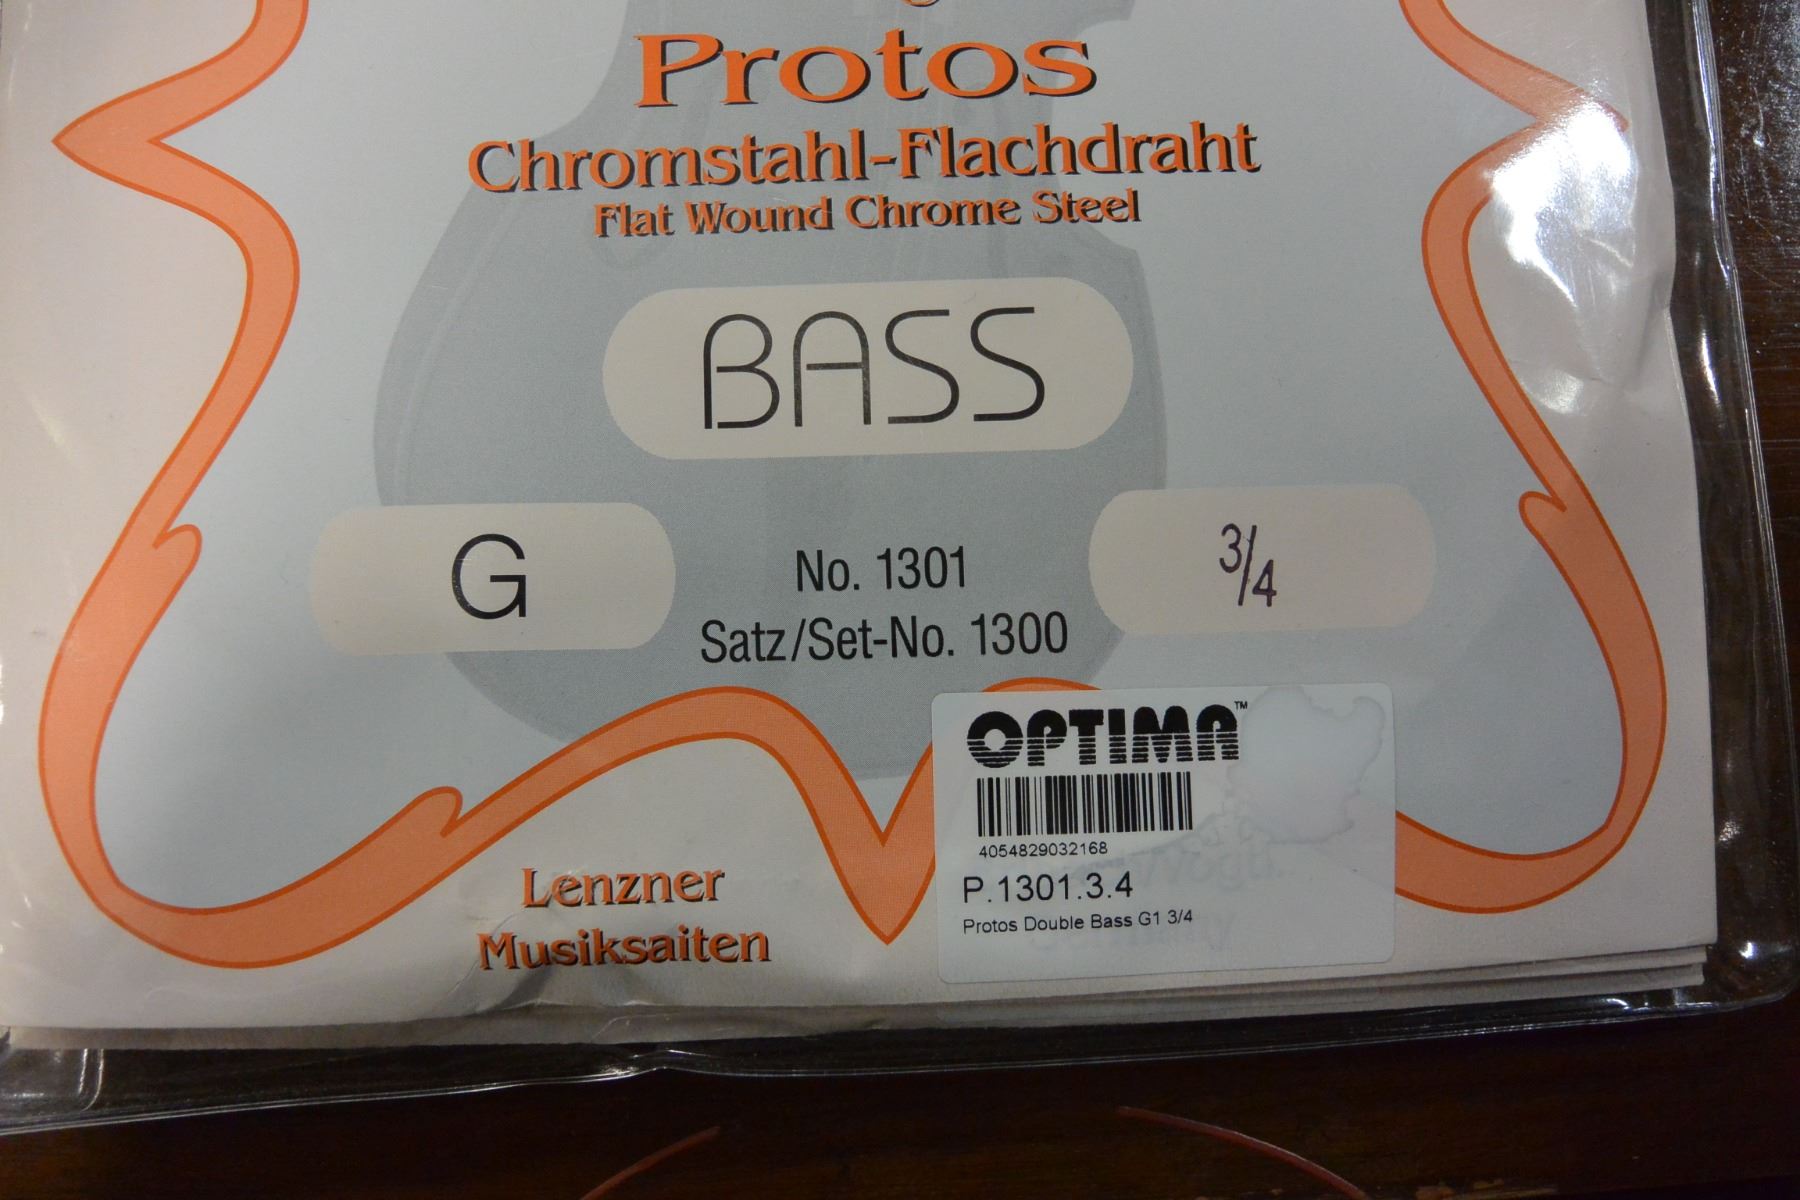 Protos
Chromstahl-Flachdraht
Flat Wound Chrome Steel
BASS
G
No. 1301
Satz/Set-No. 1300
3/4
OPTIMA™
4054829032168
P.1301.3.4
Protos Double Bass G1 3/4
Lenzner
Musiksaiten